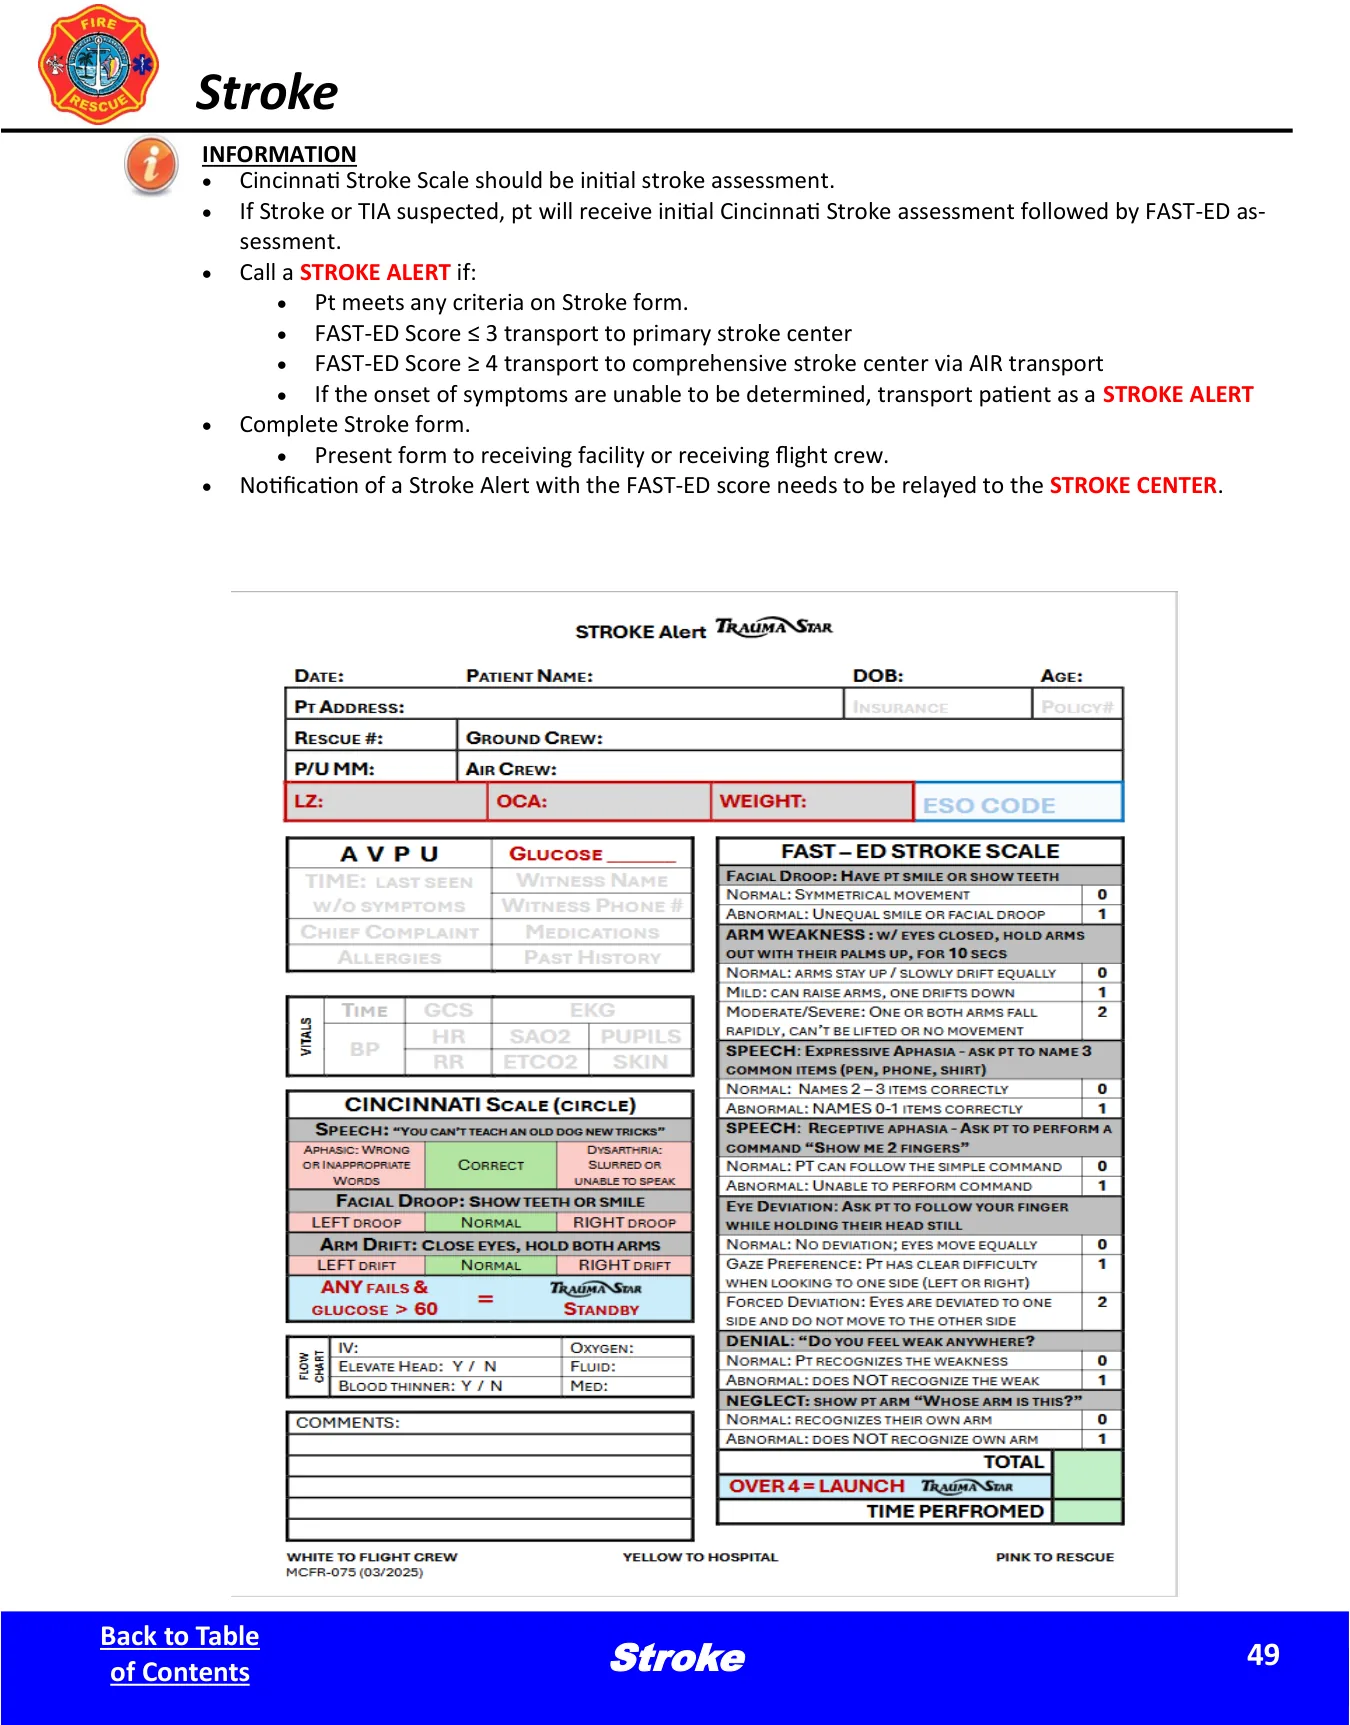 FIRE
RESCUE
Stroke
INFORMATION
• Cincinnati Stroke Scale should be initial stroke assessment.
• If Stroke or TIA suspected, pt will receive initial Cincinnati Stroke assessment followed by FAST-ED as-
sessment.
• Call a STROKE ALERT if:
• Pt meets any criteria on Stroke form.
• FAST-ED Score ≤ 3 transport to primary stroke center
• FAST-ED Score ≥ 4 transport to comprehensive stroke center via AIR transport
• If the onset of symptoms are unable to be determined, transport patient as a STROKE ALERT
• Complete Stroke form.
• Present form to receiving facility or receiving flight crew.
• Notification of a Stroke Alert with the FAST-ED score needs to be relayed to the STROKE CENTER.
STROKE Alert TRAUMA STAR
DATE: PATIENT NAME: DOB: AGE:
PT ADDRESS: INSURANCE POLICY#
RESCUE #: GROUND CREW:
P/U MM: AIR CREW:
LZ: OCA: WEIGHT: ESO CODE
A V P U GLUCOSE ______
TIME: LAST SEEN WITNESS NAME
W/O SYMPTOMS WITNESS PHONE #
CHIEF COMPLAINT MEDICATIONS
ALLERGIES PAST HISTORY
VITALS
TIME GCS EKG
BP HR SAO2 PUPILS
RR ETCO2 SKIN
CINCINNATI SCALE (CIRCLE)
SPEECH: "YOU CAN'T TEACH AN OLD DOG NEW TRICKS"
APHASIC: WRONG
OR INAPPROPRIATE
WORDS
CORRECT
DYSARTHRIA:
SLURRED OR
UNABLE TO SPEAK
FACIAL DROOP: SHOW TEETH OR SMILE
LEFT DROOP NORMAL RIGHT DROOP
ARM DRIFT: CLOSE EYES, HOLD BOTH ARMS
LEFT DRIFT NORMAL RIGHT DRIFT
ANY FAILS &
GLUCOSE > 60
=
TRAUMA STAR
STANDBY
FLOW
CHART
IV: OXYGEN:
ELEVATE HEAD: Y / N FLUID:
BLOOD THINNER: Y / N MED:
COMMENTS:
FAST – ED STROKE SCALE
FACIAL DROOP: HAVE PT SMILE OR SHOW TEETH
NORMAL: SYMMETRICAL MOVEMENT 0
ABNORMAL: UNEQUAL SMILE OR FACIAL DROOP 1
ARM WEAKNESS : W/ EYES CLOSED, HOLD ARMS
OUT WITH THEIR PALMS UP, FOR 10 SECS
NORMAL: ARMS STAY UP / SLOWLY DRIFT EQUALLY 0
MILD: CAN RAISE ARMS, ONE DRIFTS DOWN 1
MODERATE/SEVERE: ONE OR BOTH ARMS FALL 2
RAPIDLY, CAN'T BE LIFTED OR NO MOVEMENT
SPEECH: EXPRESSIVE APHASIA - ASK PT TO NAME 3
COMMON ITEMS (PEN, PHONE, SHIRT)
NORMAL: NAMES 2 – 3 ITEMS CORRECTLY 0
ABNORMAL: NAMES 0-1 ITEMS CORRECTLY 1
SPEECH: RECEPTIVE APHASIA - ASK PT TO PERFORM A
COMMAND "SHOW ME 2 FINGERS"
NORMAL: PT CAN FOLLOW THE SIMPLE COMMAND 0
ABNORMAL: UNABLE TO PERFORM COMMAND 1
EYE DEVIATION: ASK PT TO FOLLOW YOUR FINGER
WHILE HOLDING THEIR HEAD STILL
NORMAL: NO DEVIATION; EYES MOVE EQUALLY 0
GAZE PREFERENCE: PT HAS CLEAR DIFFICULTY 1
WHEN LOOKING TO ONE SIDE (LEFT OR RIGHT)
FORCED DEVIATION: EYES ARE DEVIATED TO ONE 2
SIDE AND DO NOT MOVE TO THE OTHER SIDE
DENIAL: "DO YOU FEEL WEAK ANYWHERE?
NORMAL: PT RECOGNIZES THE WEAKNESS 0
ABNORMAL: DOES NOT RECOGNIZE THE WEAK 1
NEGLECT: SHOW PT ARM "WHOSE ARM IS THIS?"
NORMAL: RECOGNIZES THEIR OWN ARM 0
ABNORMAL: DOES NOT RECOGNIZE OWN ARM 1
TOTAL
OVER 4 = LAUNCH TRAUMA STAR
TIME PERFROMED
WHITE TO FLIGHT CREW YELLOW TO HOSPITAL PINK TO RESCUE
MCFR-075 (03/2025)
Back to Table
of Contents
Stroke
49